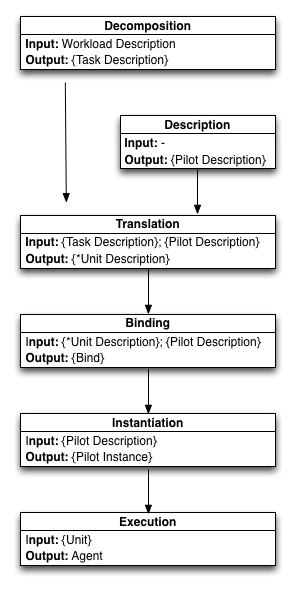 Decomposition
Input: Workload Description
Output: {Task Description}
Description
Input: -
Output: {Pilot Description}
Translation
Input: {Task Description}; {Pilot Description}
Output: {*Unit Description}
Binding
Input: {*Unit Description}; {Pilot Description}
Output: {Bind}
Instantiation
Input: {Pilot Description}
Output: {Pilot Instance}
Execution
Input: {Unit}
Output: Agent